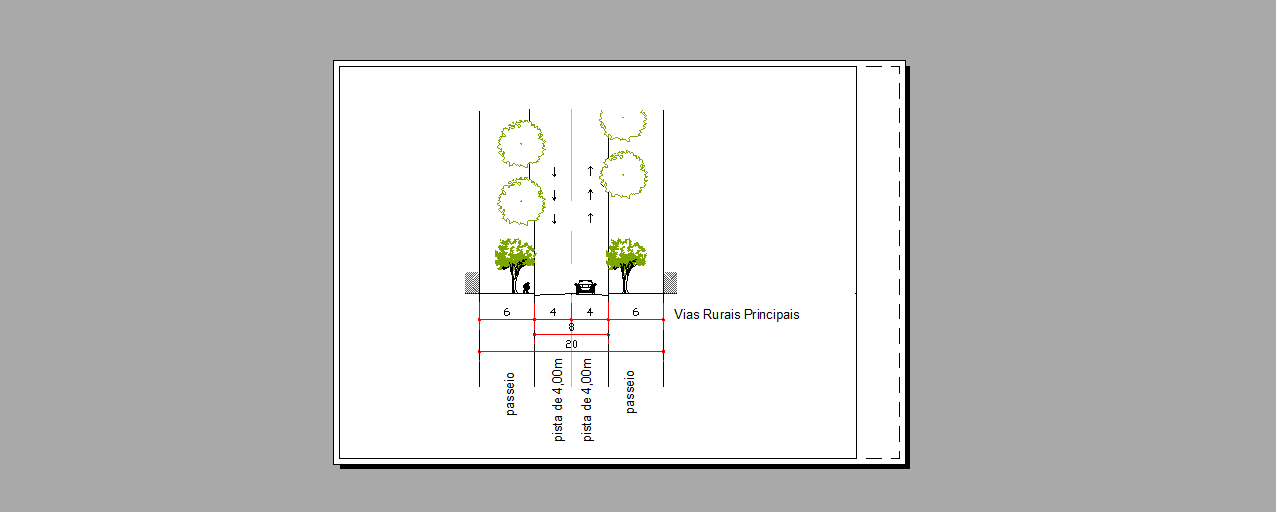 6 4 4 6
Vias Rurais Principais
8
20
passeio
pista de 4,00m
pista de 4,00m
passeio